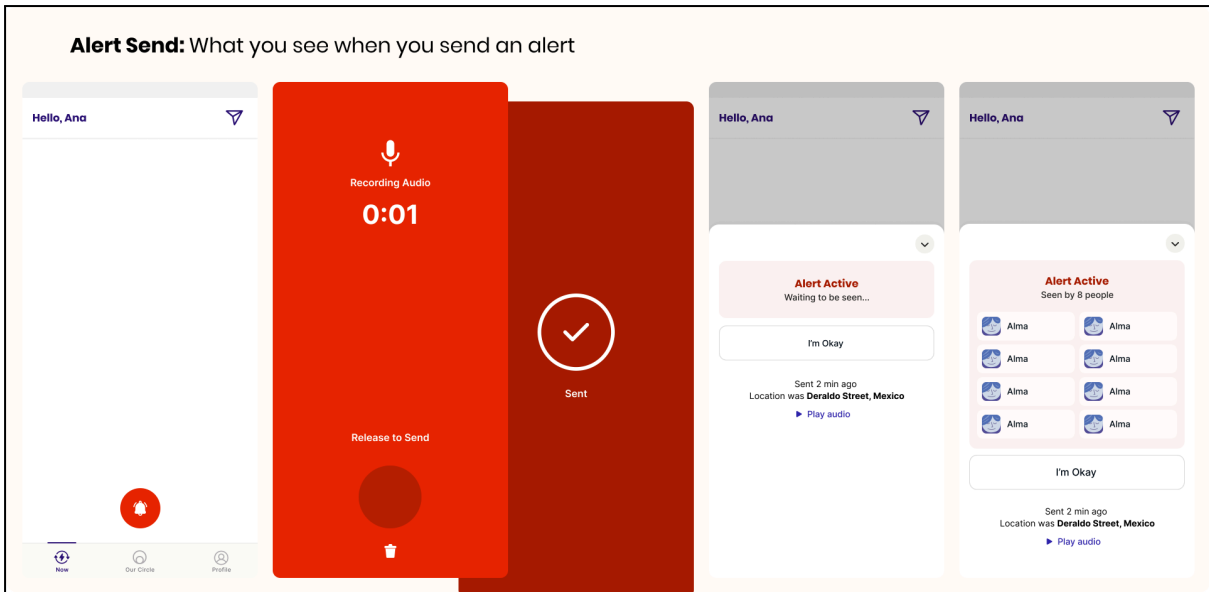 Alert Send: What you see when you send an alert
Hello, Ana
Now
Our Circle
Profile
Recording Audio
0:01
Release to Send
Sent
Hello, Ana
Alert Active
Waiting to be seen...
I'm Okay
Sent 2 min ago
Location was Deraldo Street, Mexico
Play audio
Hello, Ana
Alert Active
Seen by 8 people
Alma
Alma
Alma
Alma
Alma
Alma
Alma
Alma
I'm Okay
Sent 2 min ago
Location was Deraldo Street, Mexico
Play audio